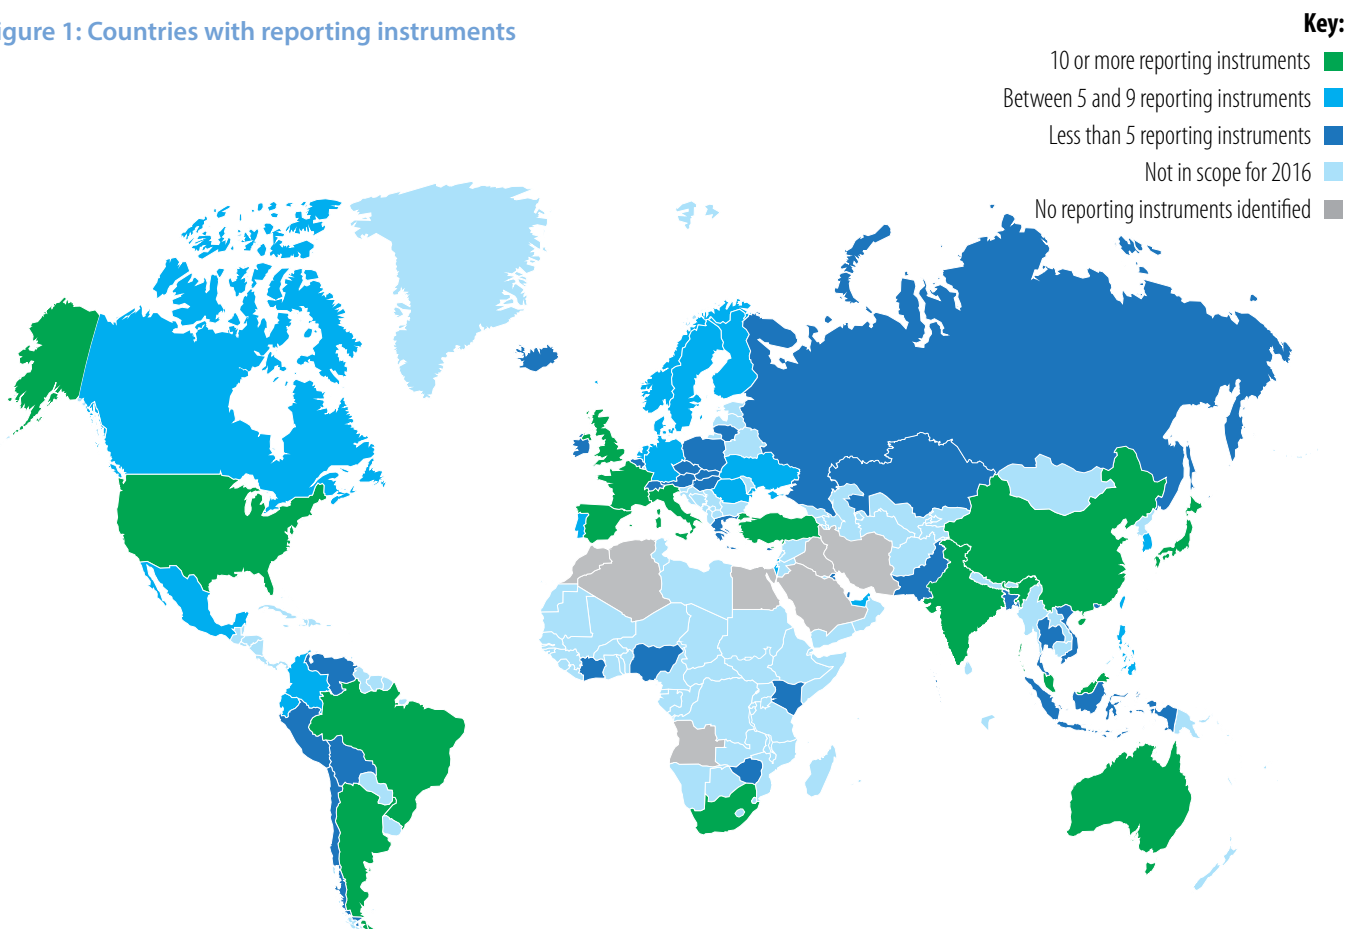 igure 1: Countries with reporting instruments
Key:
10 or more reporting instruments
Between 5 and 9 reporting instruments
Less than 5 reporting instruments
Not in scope for 2016
No reporting instruments identified